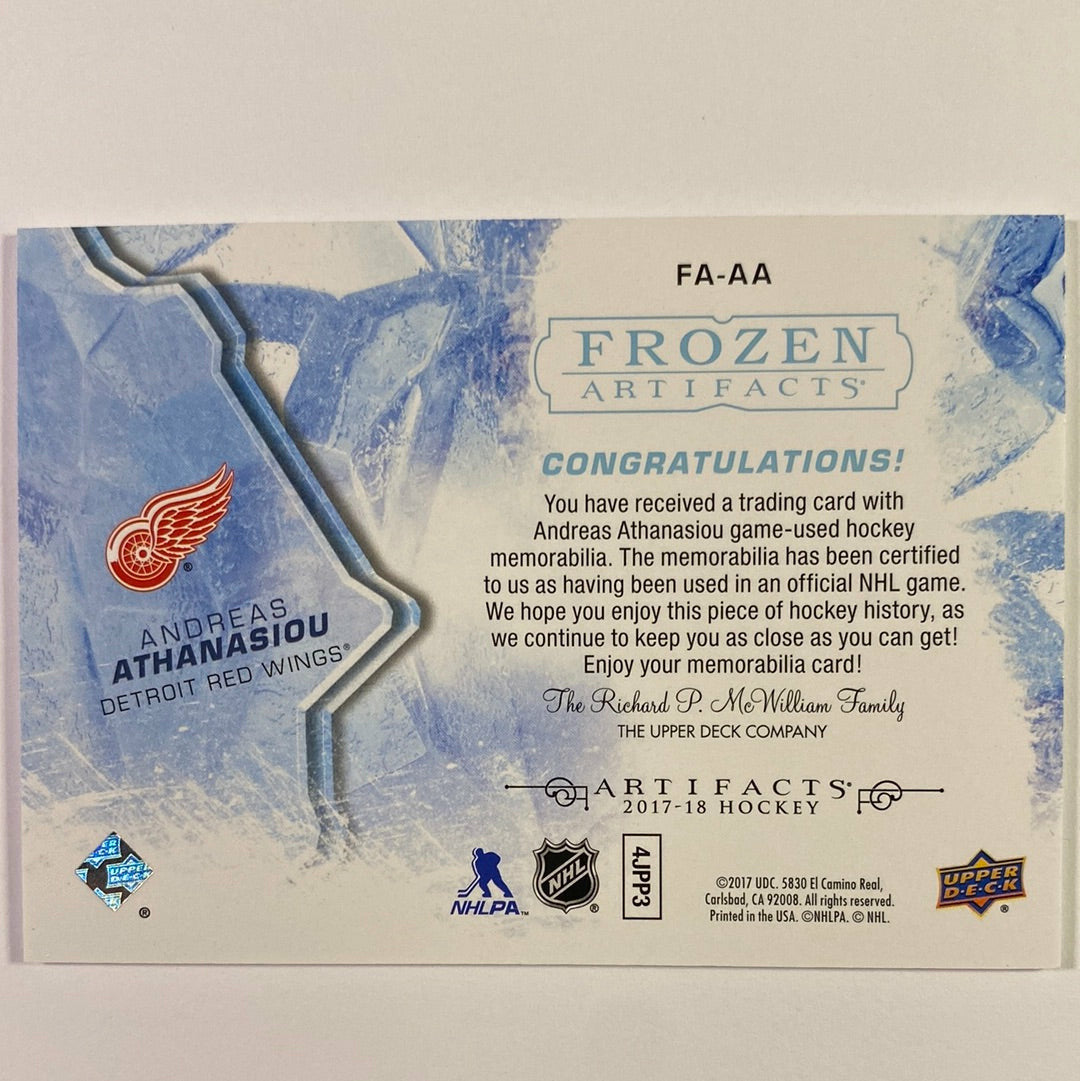 FA-AA
FROZEN
ARTIFACTS®
CONGRATULATIONS!
You have received a trading card with
Andreas Athanasiou game-used hockey
memorabilia. The memorabilia has been certified
to us as having been used in an official NHL game.
We hope you enjoy this piece of hockey history, as
we continue to keep you as close as you can get!
Enjoy your memorabilia card!
The Richard P. McWilliam Family
THE UPPER DECK COMPANY
ARTIFACTS®
2017-18 HOCKEY
®
ANDREAS
ATHANASIOU
DETROIT RED WINGS®
UPPER
D·E·C·K
®
NHLPA™
NHL
®
4JPP3
©2017 UDC. 5830 El Camino Real,
Carlsbad, CA 92008. All rights reserved.
Printed in the USA. ©NHLPA. © NHL.
UPPER
D·E·C·K
®